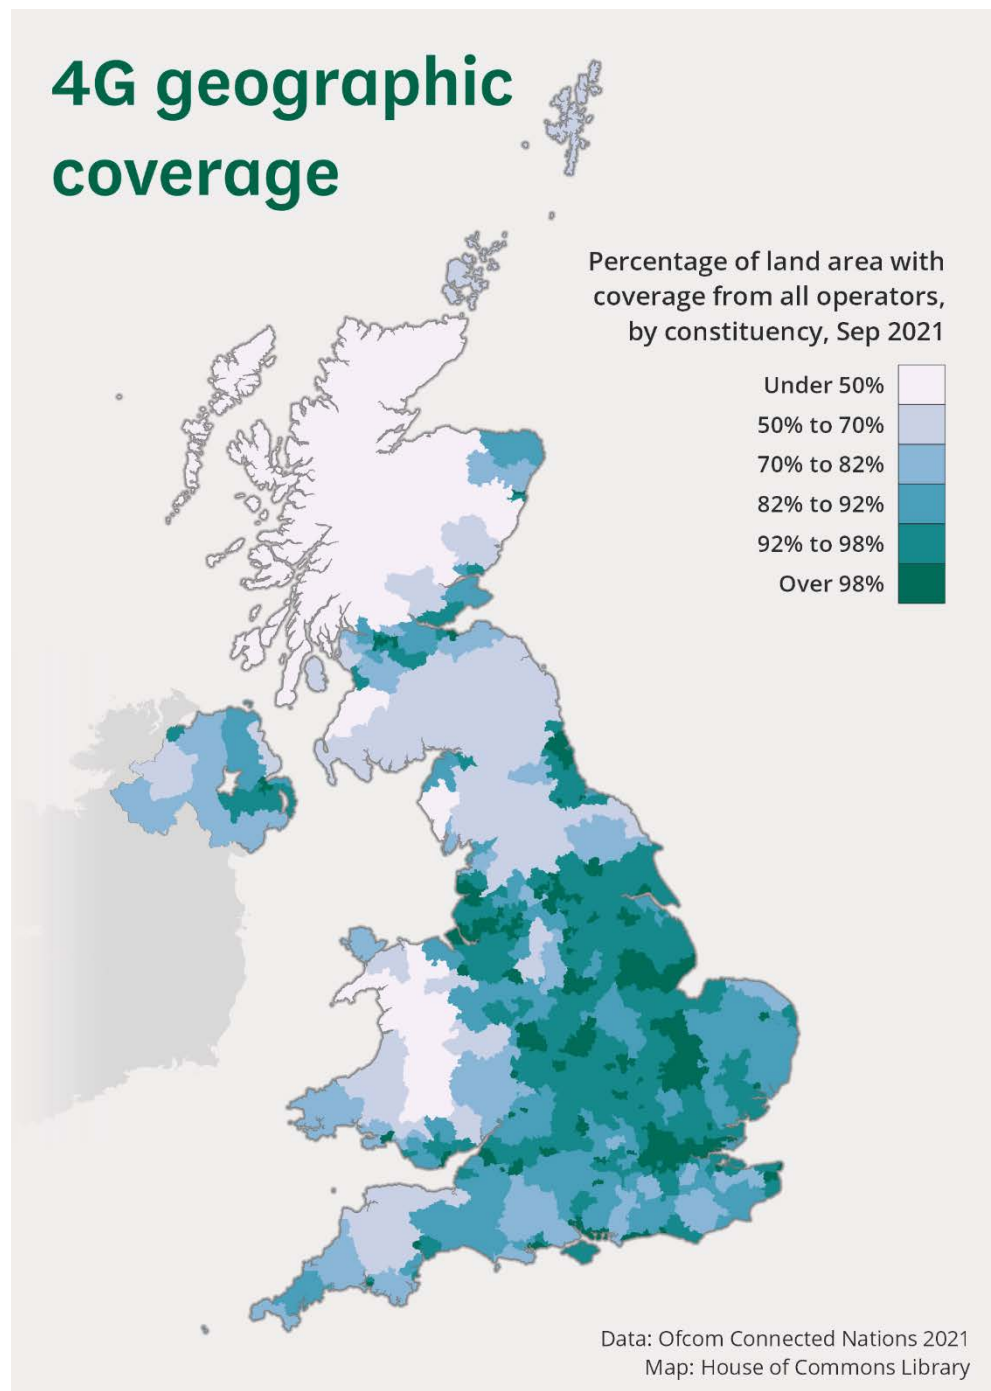 4G geographic
coverage
Percentage of land area with
coverage from all operators,
by constituency, Sep 2021
Under 50%
50% to 70%
70% to 82%
82% to 92%
92% to 98%
Over 98%
Data: Ofcom Connected Nations 2021
Map: House of Commons Library